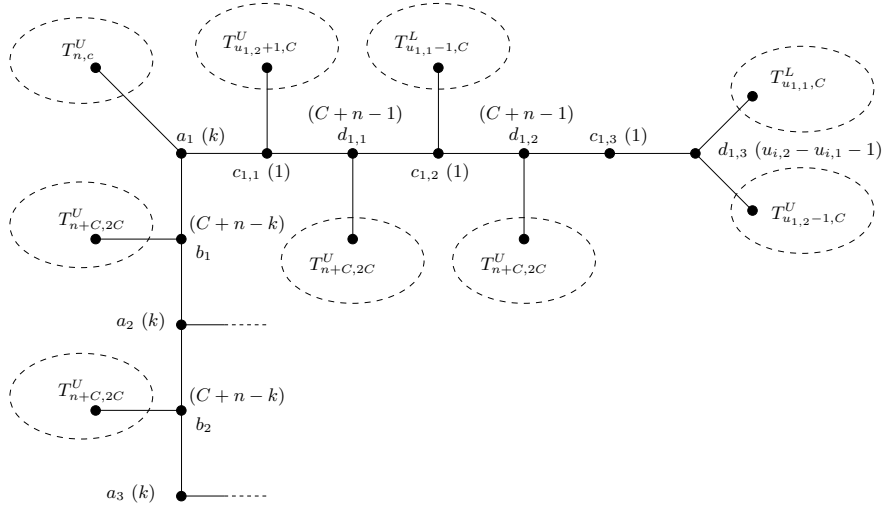 T^U_{n,c}
T^U_{u_{1,2}+1,C}
T^L_{u_{1,1}-1,C}
T^L_{u_{1,1},C}
(C + n − 1)
(C + n − 1)
a_1 (k)
d_{1,1}
d_{1,2}
c_{1,3} (1)
c_{1,1} (1)
c_{1,2} (1)
d_{1,3} (u_{i,2} − u_{i,1} − 1)
T^U_{n+C,2C}
(C + n − k)
b_1
T^U_{n+C,2C}
T^U_{n+C,2C}
T^U_{u_{1,2}-1,C}
a_2 (k)
T^U_{n+C,2C}
(C + n − k)
b_2
a_3 (k)